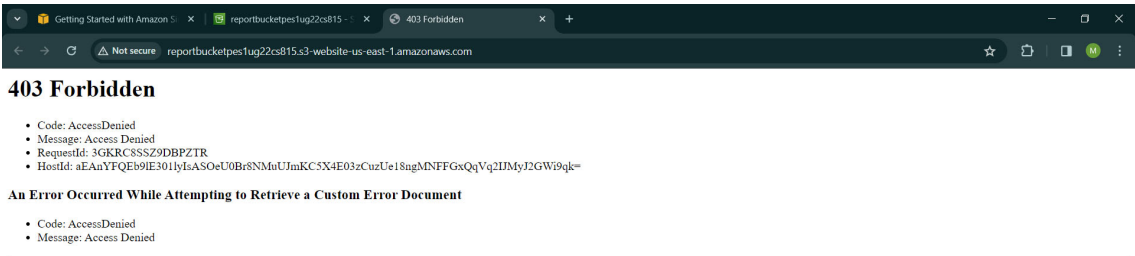 Getting Started with Amazon Si
reportbucketpes1ug22cs815 - S
403 Forbidden
Not secure reportbucketpes1ug22cs815.s3-website-us-east-1.amazonaws.com
M
403 Forbidden
• Code: AccessDenied
• Message: Access Denied
• RequestId: 3GKRC8SSZ9DBPZTR
• HostId: aEAnYFQEb9lE301lyIsASOeU0Br8NMuUJmKC5X4E03zCuzUe18ngMNFFGxQqVq2IJMyJ2GWi9qk=
An Error Occurred While Attempting to Retrieve a Custom Error Document
• Code: AccessDenied
• Message: Access Denied